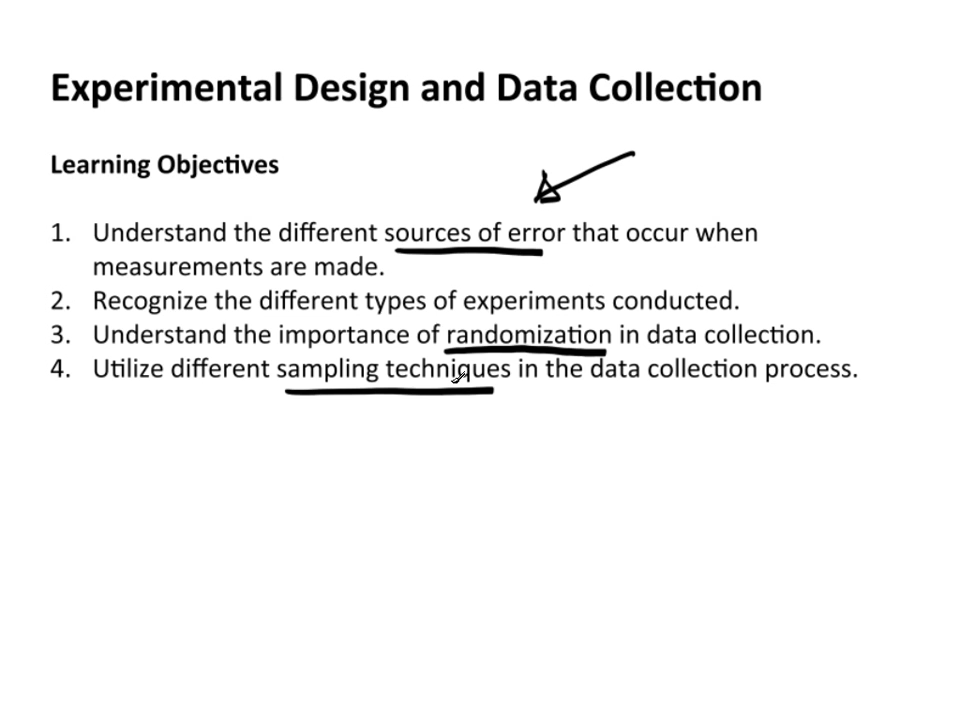 Experimental Design and Data Collection
Learning Objectives
1. Understand the different sources of error that occur when
measurements are made.
2. Recognize the different types of experiments conducted.
3. Understand the importance of randomization in data collection.
4. Utilize different sampling techniques in the data collection process.